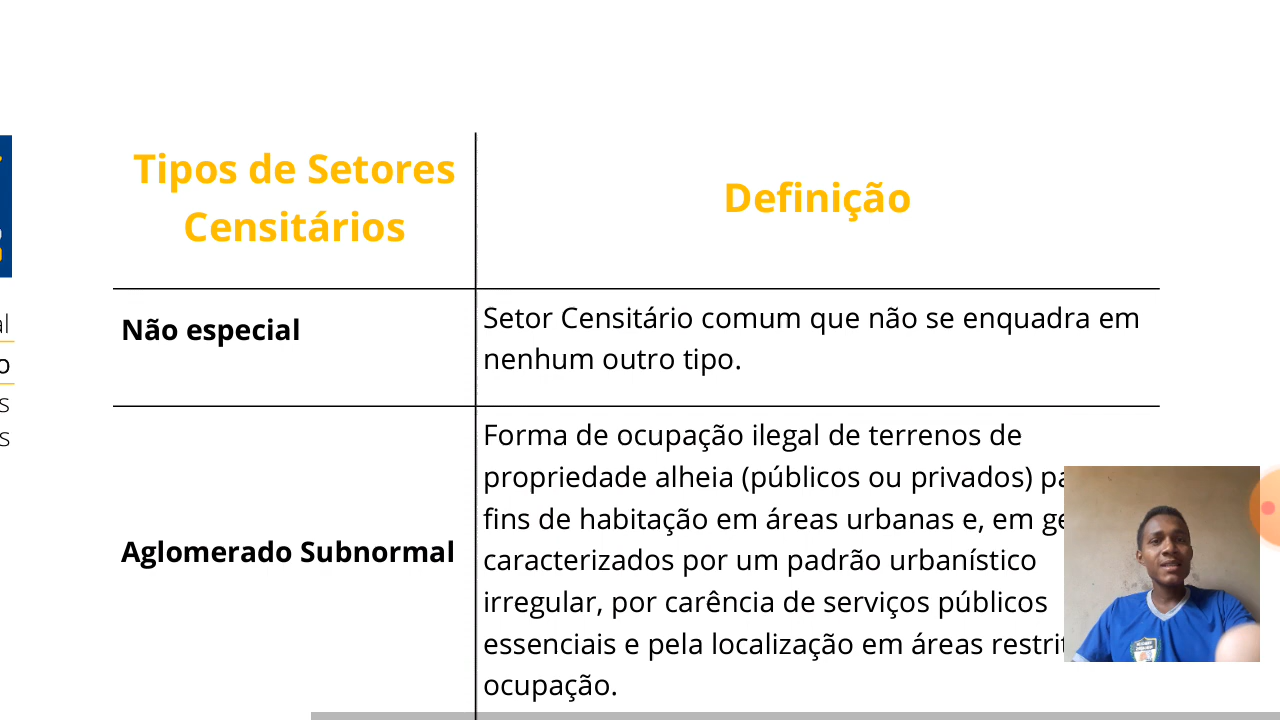 Tipos de Setores
Censitários
Definição
Não especial
Setor Censitário comum que não se enquadra em
nenhum outro tipo.
Aglomerado Subnormal
Forma de ocupação ilegal de terrenos de
propriedade alheia (públicos ou privados)
fins de habitação em áreas urbanas e, em
caracterizados por um padrão urbanístico
irregular, por carência de serviços públicos
essenciais e pela localização em áreas
ocupação.